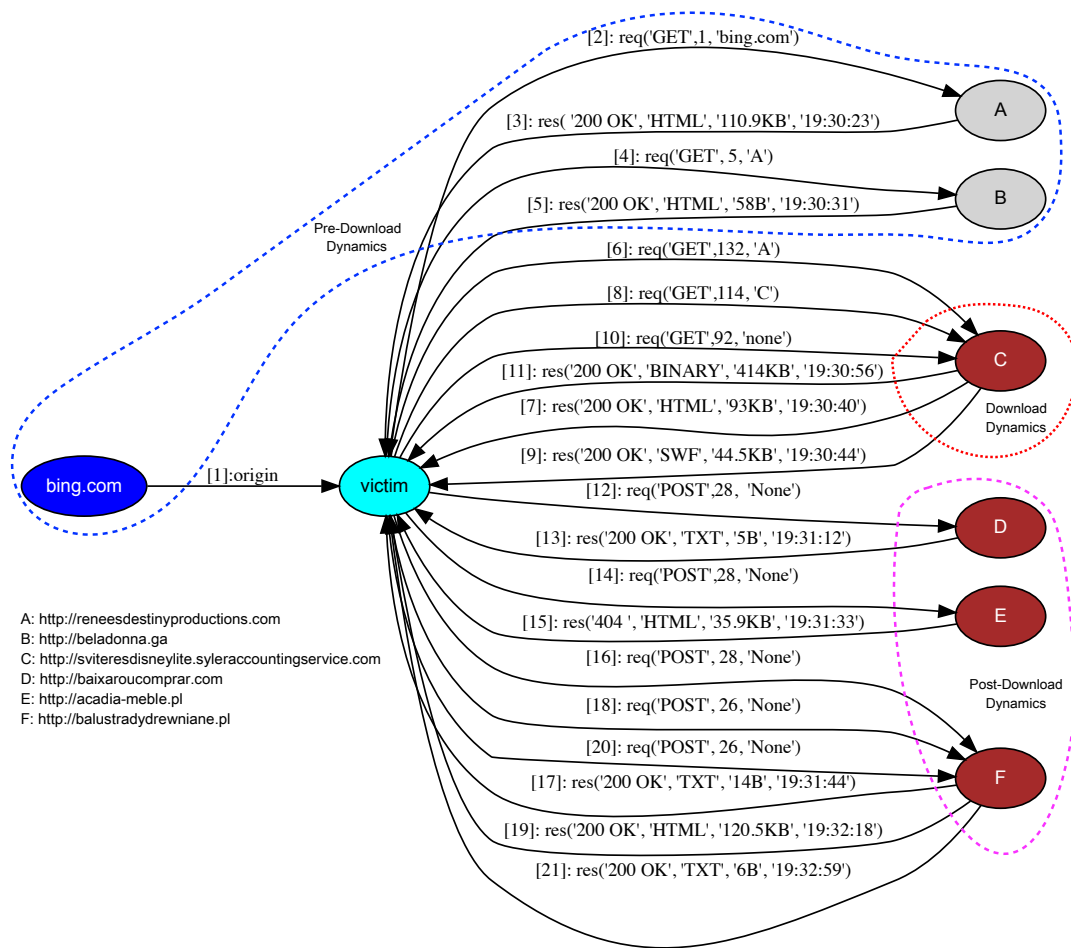 [2]: req('GET',1, 'bing.com')
A
[3]: res( '200 OK', 'HTML', '110.9KB', '19:30:23')
[4]: req('GET', 5, 'A')
B
[5]: res('200 OK', 'HTML', '58B', '19:30:31')
Pre-Download
Dynamics
[6]: req('GET',132, 'A')
[8]: req('GET',114, 'C')
[10]: req('GET',92, 'none')
C
[11]: res('200 OK', 'BINARY', '414KB', '19:30:56')
[7]: res('200 OK', 'HTML', '93KB', '19:30:40')
Download
Dynamics
[9]: res('200 OK', 'SWF', '44.5KB', '19:30:44')
bing.com
[1]:origin
victim
[12]: req('POST',28, 'None')
D
[13]: res('200 OK', 'TXT', '5B', '19:31:12')
[14]: req('POST',28, 'None')
E
[15]: res('404 ', 'HTML', '35.9KB', '19:31:33')
[16]: req('POST', 28, 'None')
Post-Download
Dynamics
[18]: req('POST', 26, 'None')
[20]: req('POST', 26, 'None')
F
[17]: res('200 OK', 'TXT', '14B', '19:31:44')
[19]: res('200 OK', 'HTML', '120.5KB', '19:32:18')
[21]: res('200 OK', 'TXT', '6B', '19:32:59')
A: http://reneesdestinyproductions.com
B: http://beladonna.ga
C: http://sviteresdisneylite.syleraccountingservice.com
D: http://baixaroucomprar.com
E: http://acadia-meble.pl
F: http://balustradydrewniane.pl